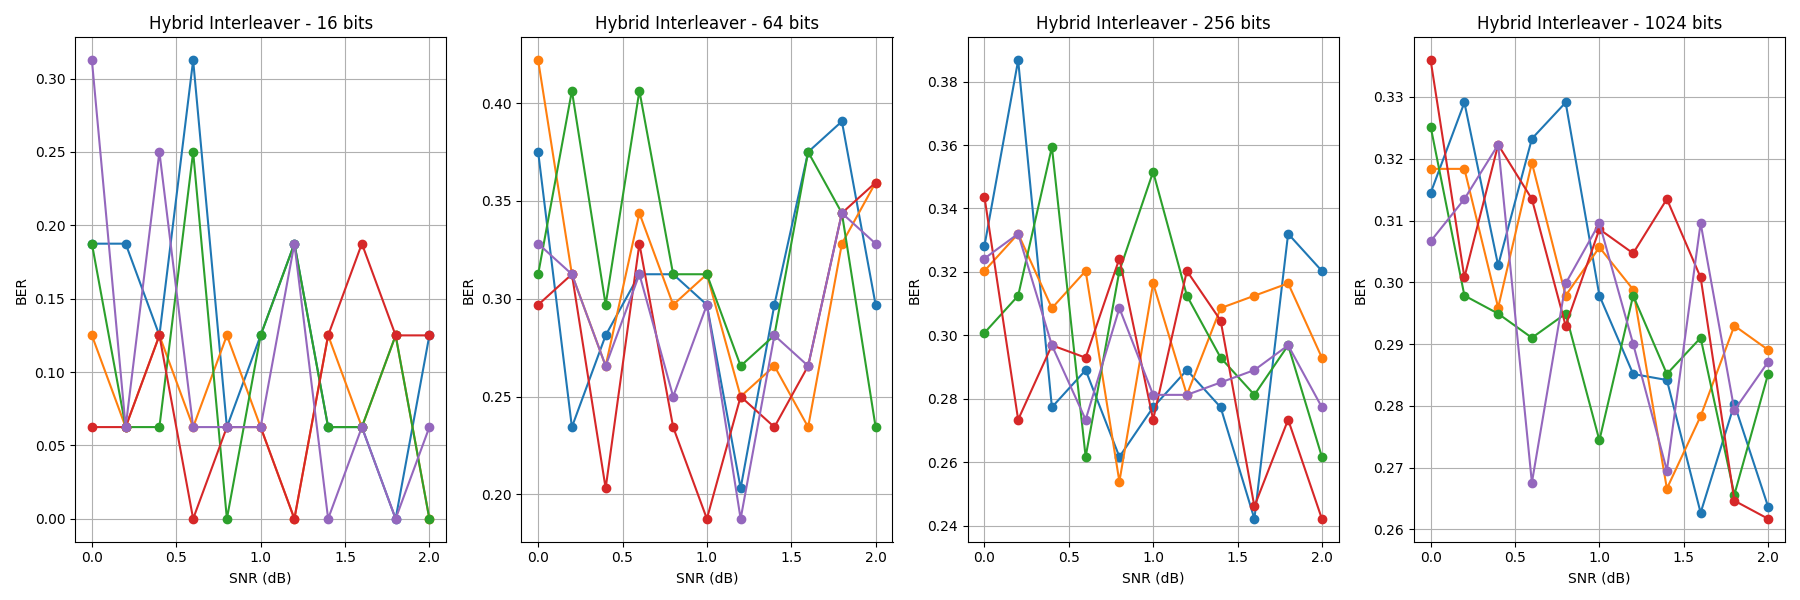 Hybrid Interleaver - 16 bits
BER
0.30
0.25
0.20
0.15
0.10
0.05
0.00
0.0 0.5 1.0 1.5 2.0
SNR (dB)
Hybrid Interleaver - 64 bits
BER
0.40
0.35
0.30
0.25
0.20
0.0 0.5 1.0 1.5 2.0
SNR (dB)
Hybrid Interleaver - 256 bits
BER
0.38
0.36
0.34
0.32
0.30
0.28
0.26
0.24
0.0 0.5 1.0 1.5 2.0
SNR (dB)
Hybrid Interleaver - 1024 bits
BER
0.33
0.32
0.31
0.30
0.29
0.28
0.27
0.26
0.0 0.5 1.0 1.5 2.0
SNR (dB)